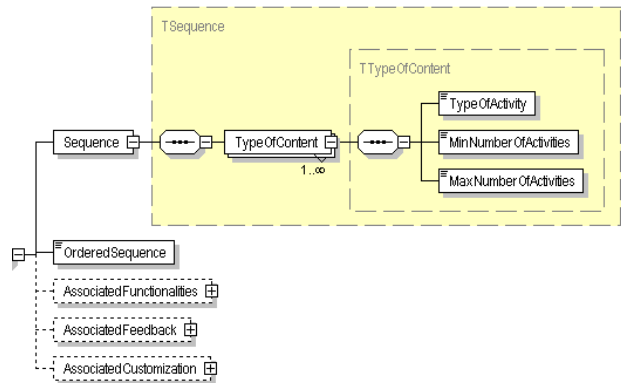 TSequence
TTypeOfContent
TypeOfActivity
Sequence
TypeOfContent
MinNumberOfActivities
1..∞
MaxNumberOfActivities
OrderedSequence
AssociatedFunctionalities
AssociatedFeedback
AssociatedCustomization